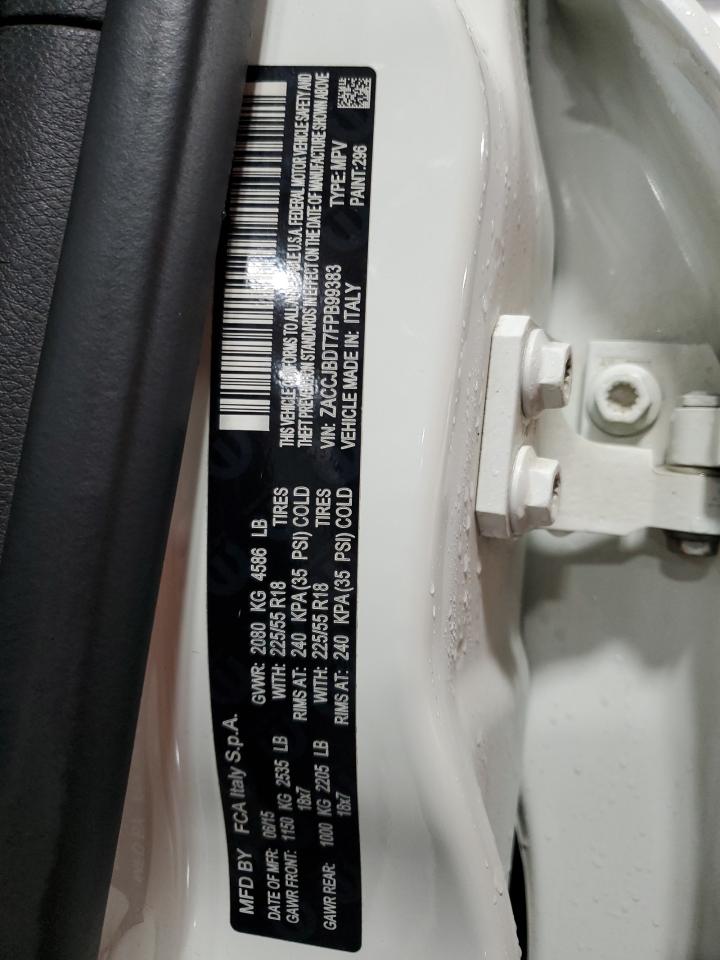 MFD BY FCA Italy S.p.A.
DATE OF MFR: 06/15 GVWR: 2080 KG 4586 LB
GAWR FRONT: 1150 KG 2535 LB WITH: 225/55 R18 TIRES
18x7 RIMS AT: 240 KPA(35 PSI) COLD
GAWR REAR: 1000 KG 2205 LB WITH: 225/55 R18 TIRES
18x7 RIMS AT: 240 KPA(35 PSI) COLD
THIS VEHICLE CONFORMS TO ALL U.S.A. FEDERAL MOTOR VEHICLE SAFETY AND
THEFT PREVENTION STANDARDS IN EFFECT ON THE DATE OF MANUFACTURE SHOWN ABOVE
VIN: ZACCJBDT7FPB99383 TYPE: MPV
VEHICLE MADE IN: ITALY PAINT: 296